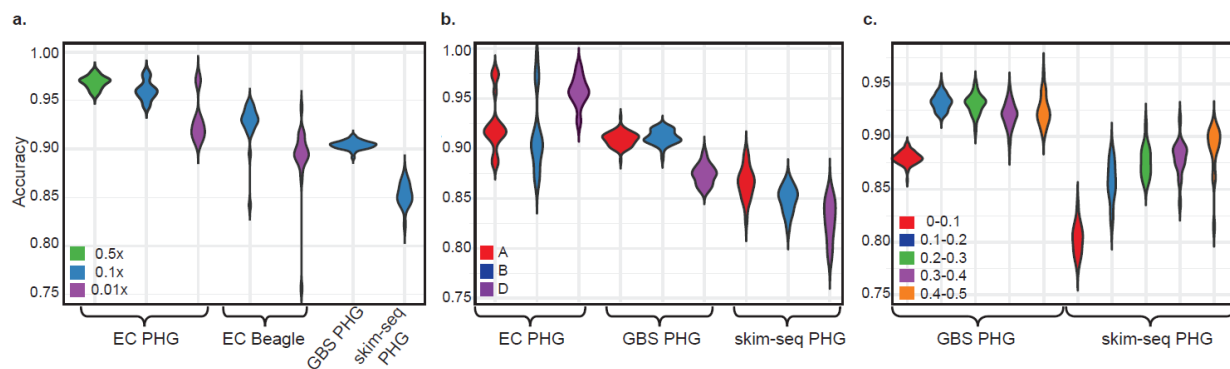 a.
Accuracy
1.00
0.95
0.90
0.85
0.80
0.75
0.5x
0.1x
0.01x
EC PHG
EC Beagle
GBS PHG
skim-seq
PHG
b.
1.00
0.95
0.90
0.85
0.80
0.75
A
B
D
EC PHG
GBS PHG
skim-seq PHG
c.
0.95
0.90
0.85
0.80
0.75
0-0.1
0.1-0.2
0.2-0.3
0.3-0.4
0.4-0.5
GBS PHG
skim-seq PHG